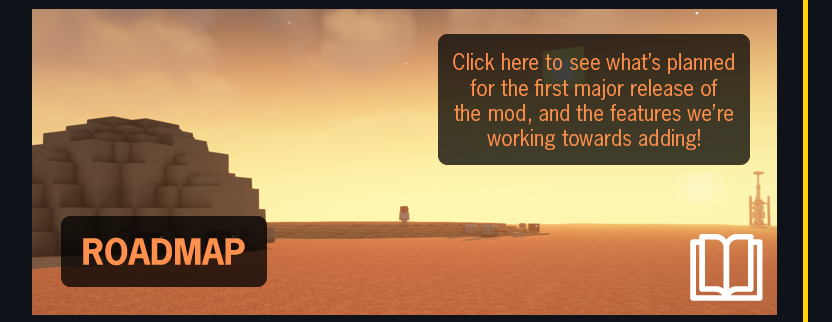 Click here to see what's planned
for the first major release of
the mod, and the features we're
working towards adding!
ROADMAP